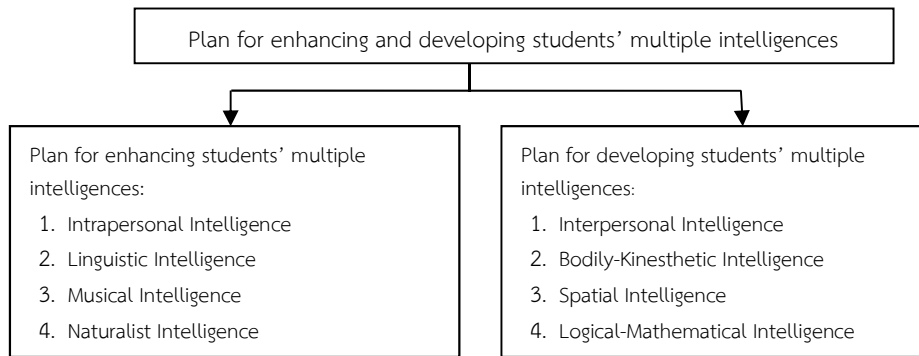 Plan for enhancing and developing students’ multiple intelligences
Plan for enhancing students’ multiple
intelligences:
1. Intrapersonal Intelligence
2. Linguistic Intelligence
3. Musical Intelligence
4. Naturalist Intelligence
Plan for developing students’ multiple
intelligences:
1. Interpersonal Intelligence
2. Bodily-Kinesthetic Intelligence
3. Spatial Intelligence
4. Logical-Mathematical Intelligence